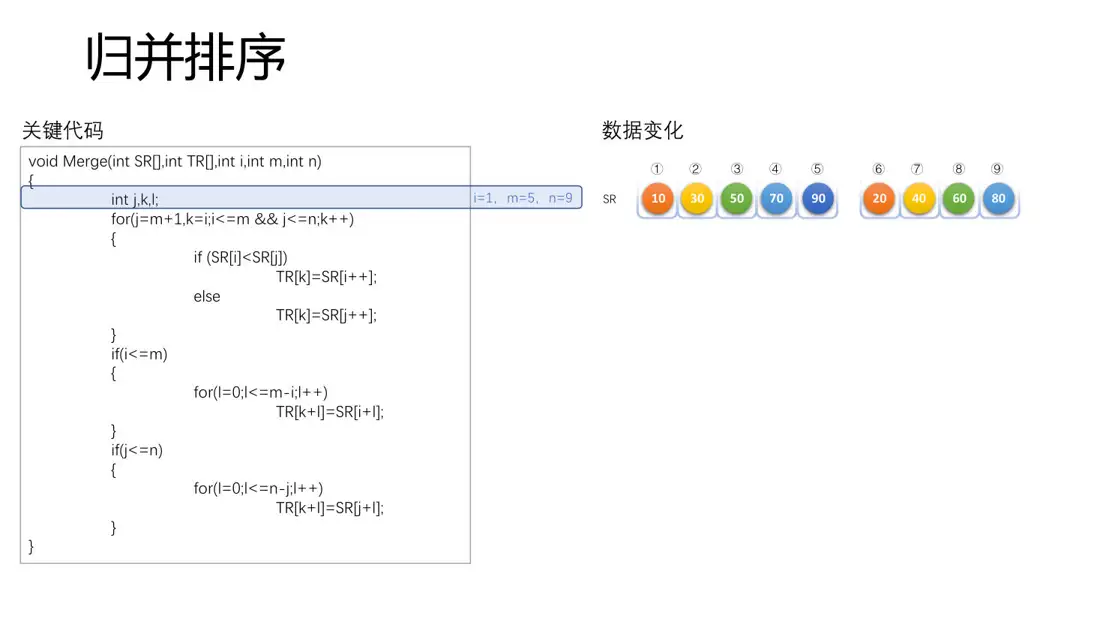 归并排序
关键代码
void Merge(int SR[],int TR[],int i,int m,int n)
{
int j,k,l;
i=1, m=5, n=9
for(j=m+1,k=i;i<=m && j<=n;k++)
{
if (SR[i]<SR[j])
TR[k]=SR[i++];
else
TR[k]=SR[j++];
}
if(i<=m)
{
for(l=0;l<=m-i;l++)
TR[k+l]=SR[i+l];
}
if(j<=n)
{
for(l=0;l<=n-j;l++)
TR[k+l]=SR[j+l];
}
}
数据变化
① ② ③ ④ ⑤ ⑥ ⑦ ⑧ ⑨
SR 10 30 50 70 90 20 40 60 80